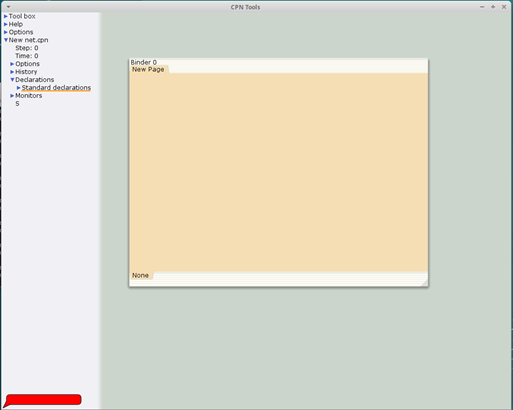 CPN Tools
Tool box
Help
Options
New net.cpn
Step: 0
Time: 0
Options
History
Declarations
Standard declarations
Monitors
S
Binder 0
New Page
None